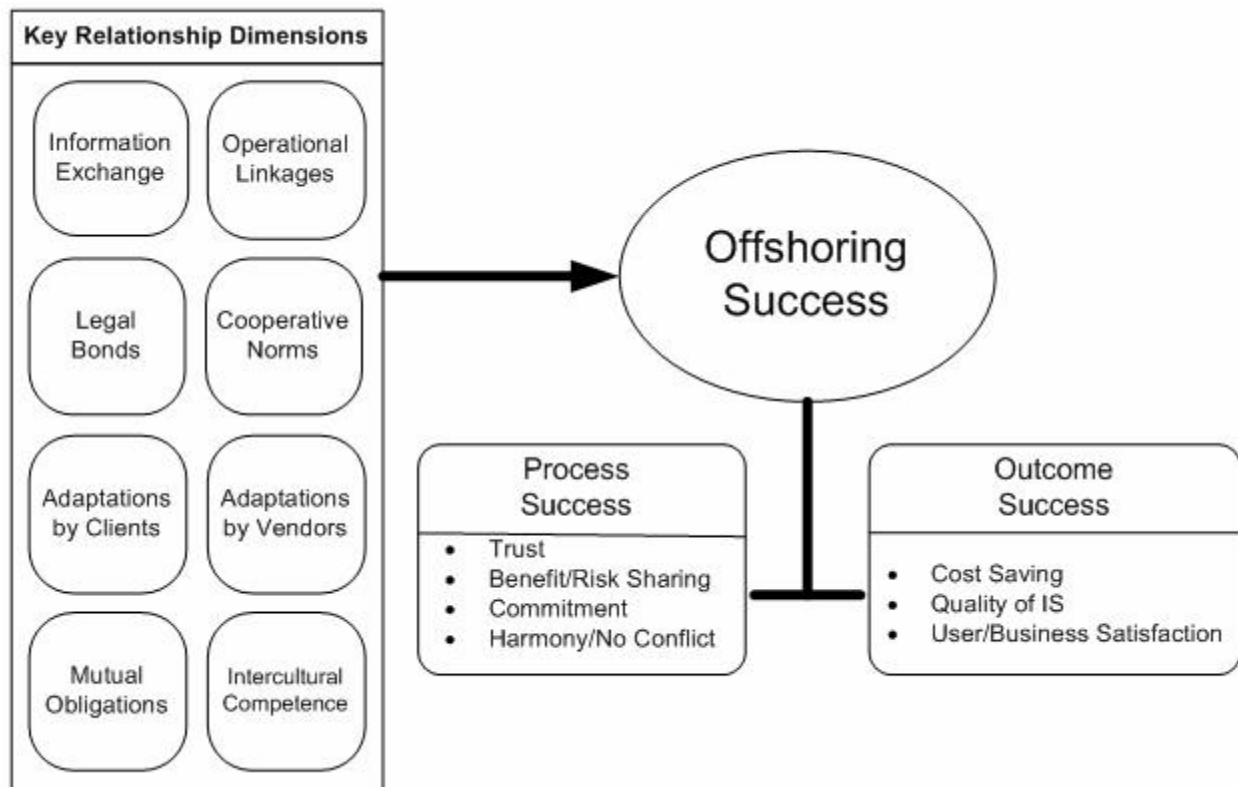 Key Relationship Dimensions
Information
Exchange
Operational
Linkages
Legal
Bonds
Cooperative
Norms
Adaptations
by Clients
Adaptations
by Vendors
Mutual
Obligations
Intercultural
Competence
Offshoring
Success
Process
Success
• Trust
• Benefit/Risk Sharing
• Commitment
• Harmony/No Conflict
Outcome
Success
• Cost Saving
• Quality of IS
• User/Business Satisfaction